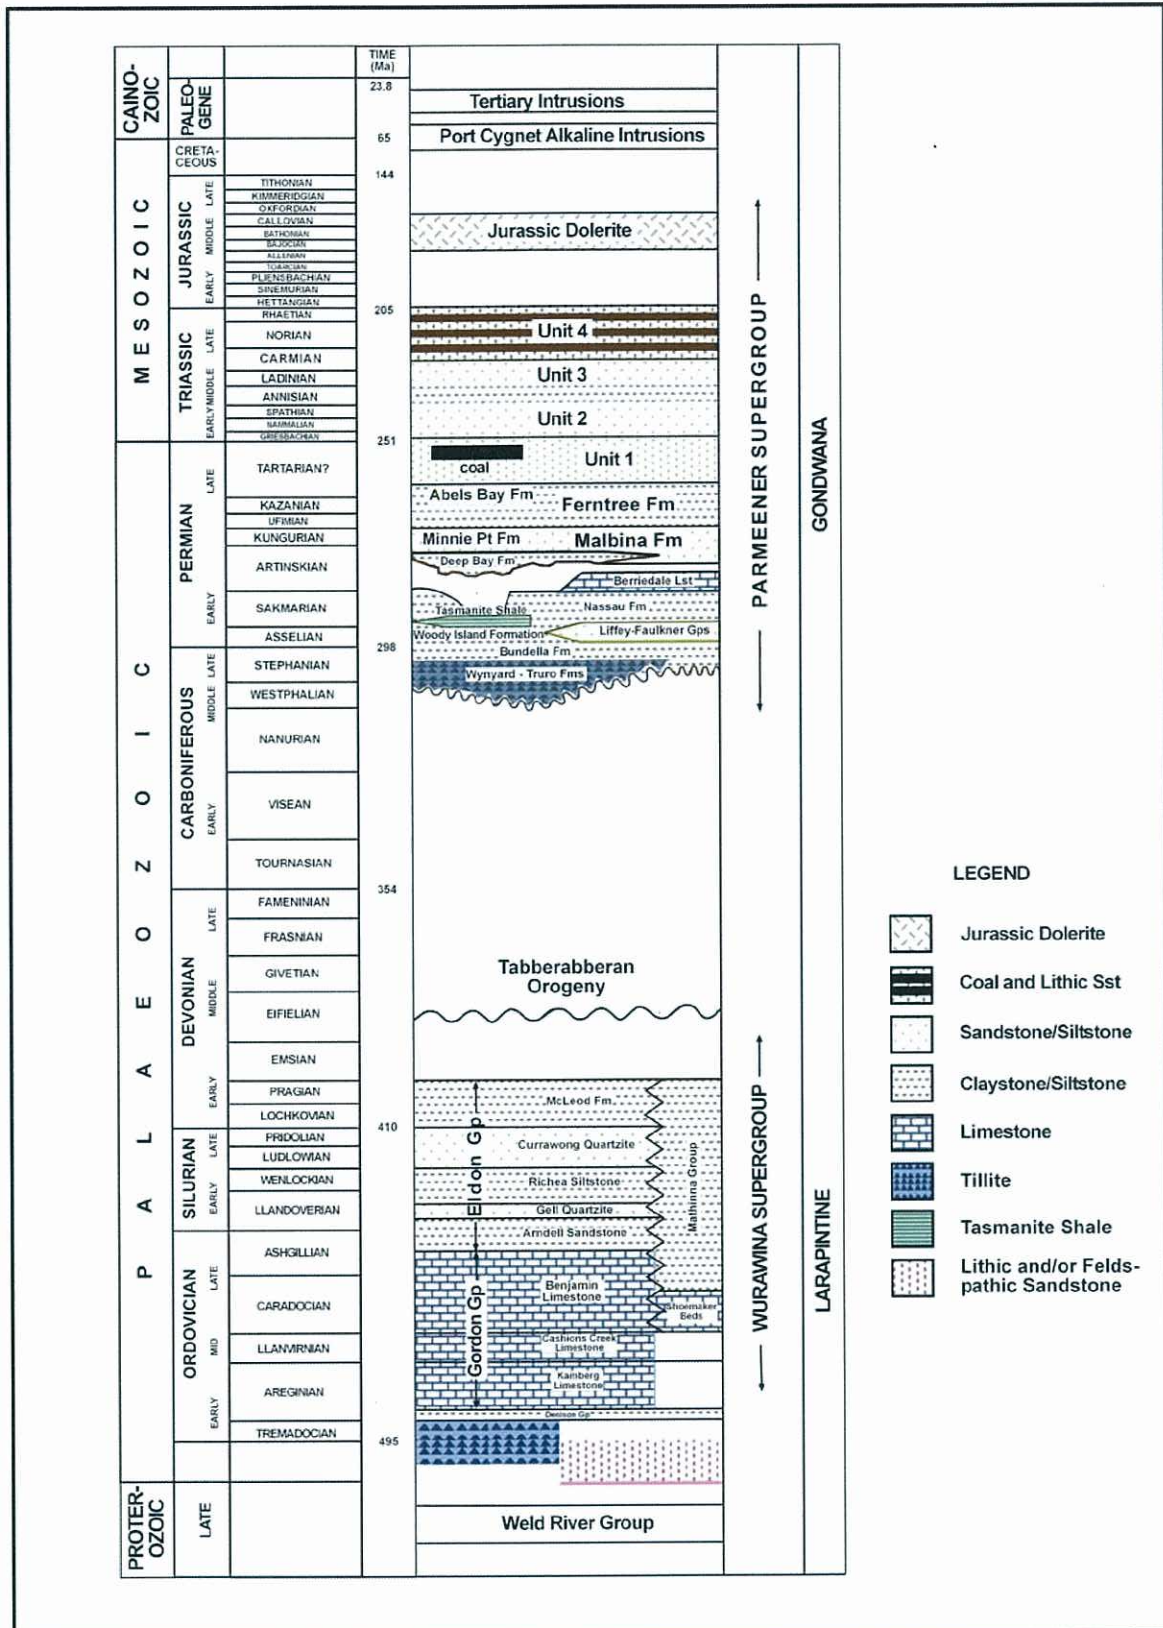 TIME
(Ma)
CAINO-
ZOIC
PALEO-
GENE
23.8
Tertiary Intrusions
65
Port Cygnet Alkaline Intrusions
MESOZOIC
CRETA-
CEOUS
144
JURASSIC
LATE
MIDDLE
EARLY
TITHONIAN
KIMMERIDGIAN
OXFORDIAN
CALLOVIAN
BATHONIAN
BAJOCIAN
TOARCIAN
PLIENSBACHIAN
SINEMURIAN
HETTANGIAN
Jurassic Dolerite
205
TRIASSIC
LATE
MIDDLE
EARLY
RHAETIAN
NORIAN
CARMIAN
LADINIAN
ANNISIAN
SPATHIAN
NAMMALIAN
GRIESBACHIAN
Unit 4
Unit 3
Unit 2
251
PALAEOZOIC
PERMIAN
LATE
EARLY
TARTARIAN?
KAZANIAN
UFIMIAN
KUNGURIAN
ARTINSKIAN
SAKMARIAN
ASSELIAN
coal
Unit 1
Abels Bay Fm
Ferntree Fm
Minnie Pt Fm
Malbina Fm
Deep Bay Fm
Berriedale Lst
Tasmanite Shale
Nassau Fm
Woody Island Formation
Liffey-Faulkner Gps
Bundella Fm
298
CARBONIFEROUS
LATE
MIDDLE
EARLY
STEPHANIAN
WESTPHALIAN
NANURIAN
VISEAN
TOURNASIAN
Wynyard - Truro Fms
PARMEENER SUPERGROUP
GONDWANA
354
DEVONIAN
LATE
MIDDLE
EARLY
FAMENINIAN
FRASNIAN
GIVETIAN
EIFIELIAN
EMSIAN
PRAGIAN
LOCHKOVIAN
Tabberabberan
Orogeny
McLeod Fm.
410
SILURIAN
LATE
EARLY
PRIDOLIAN
LUDLOWIAN
WENLOCKIAN
LLANDOVERIAN
Eldon Gp
Currawong Quartzite
Richea Siltstone
Gell Quartzite
Arndell Sandstone
Mathinna Group
ORDOVICIAN
LATE
MID
EARLY
ASHGILLIAN
CARADOCIAN
LLANVIRNIAN
AREGINIAN
TREMADOCIAN
Gordon Gp
Benjamin
Limestone
Shoemaker
Beds
Cashions Creek
Limestone
Kamberg
Limestone
Denison Gp
495
WURAWINA SUPERGROUP
LARAPINTINE
PROTER-
OZOIC
LATE
Weld River Group
LEGEND
Jurassic Dolerite
Coal and Lithic Sst
Sandstone/Siltstone
Claystone/Siltstone
Limestone
Tillite
Tasmanite Shale
Lithic and/or Felds-
pathic Sandstone